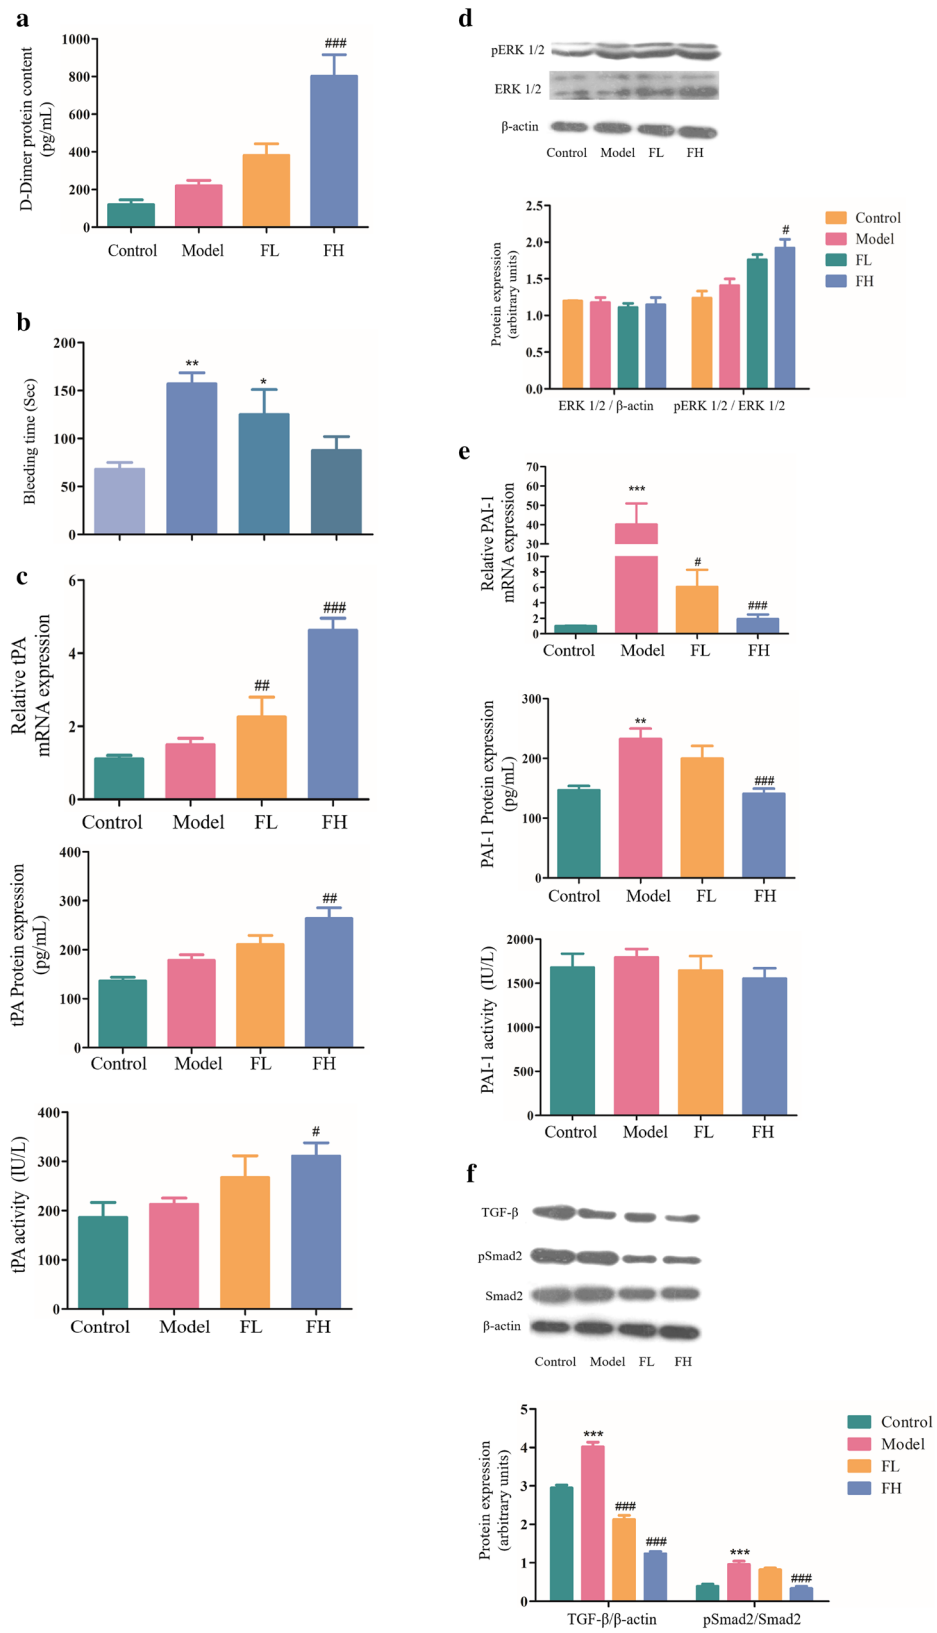 a
D-Dimer protein content
(pg/mL)
1000
800
600
400
200
0
###
Control Model FL FH
b
Bleeding time (Sec)
200
150
100
50
0
**
*
c
Relative tPA
mRNA expression
6
4
2
0
##
###
Control Model FL FH
tPA Protein expression
(pg/mL)
400
300
200
100
0
##
Control Model FL FH
tPA activity (IU/L)
400
300
200
100
0
#
Control Model FL FH
d
pERK 1/2
ERK 1/2
β-actin
Control Model FL FH
Protein expression
(arbitrary units)
2.5
2.0
1.5
1.0
0.5
0.0
#
ERK 1/2 / β-actin pERK 1/2 / ERK 1/2
Control
Model
FL
FH
e
Relative PAI-1
mRNA expression
70
60
50
40
30
10
8
6
4
2
0
***
#
###
Control Model FL FH
PAI-1 Protein expression
(pg/mL)
300
200
100
0
**
###
Control Model FL FH
PAI-1 activity (IU/L)
2000
1500
1000
500
0
Control Model FL FH
f
TGF-β
pSmad2
Smad2
β-actin
Control Model FL FH
Protein expression
(arbitrary units)
5
4
3
2
1
0
***
###
###
***
###
TGF-β/β-actin pSmad2/Smad2
Control
Model
FL
FH